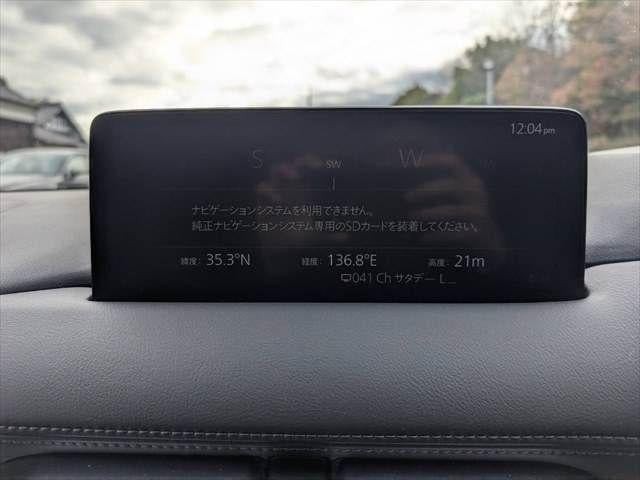 12:04pm
S SW W
ナビゲーションシステムを利用できません。
純正ナビゲーションシステム専用のSDカードを装着してください。
緯度: 35.3°N 経度: 136.8°E 高度: 21m
041 Ch サタデー L...